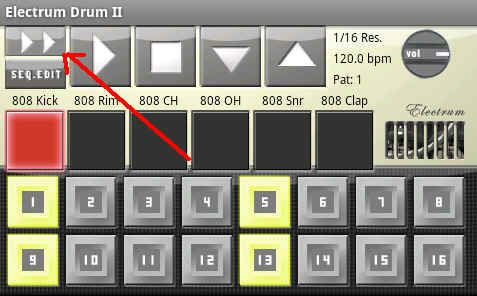 Electrum Drum II
1/16 Res.
vol
120.0 bpm
SEQ.EDIT
Pat: 1
808 Kick 808 Rim 808 CH 808 OH 808 Snr 808 Clap
Electrum
1 2 3 4 5 6 7 8
9 10 11 12 13 14 15 16